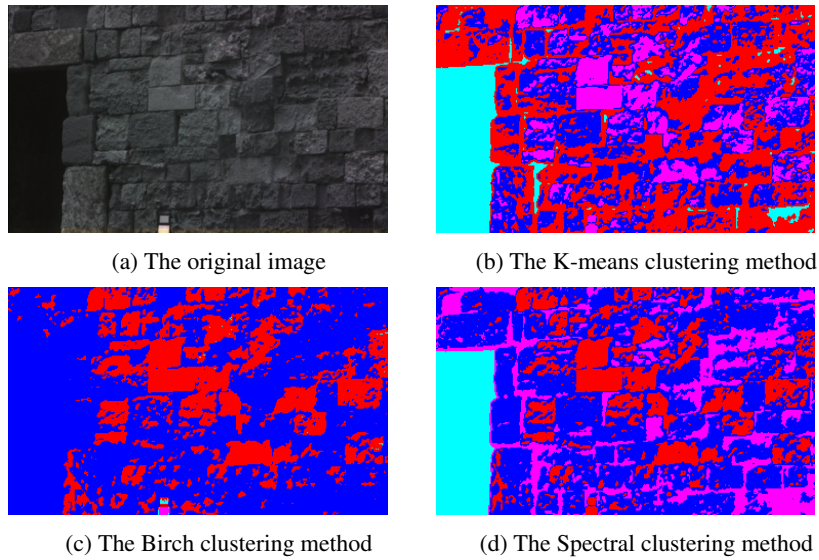 (a) The original image
(b) The K-means clustering method
(c) The Birch clustering method
(d) The Spectral clustering method